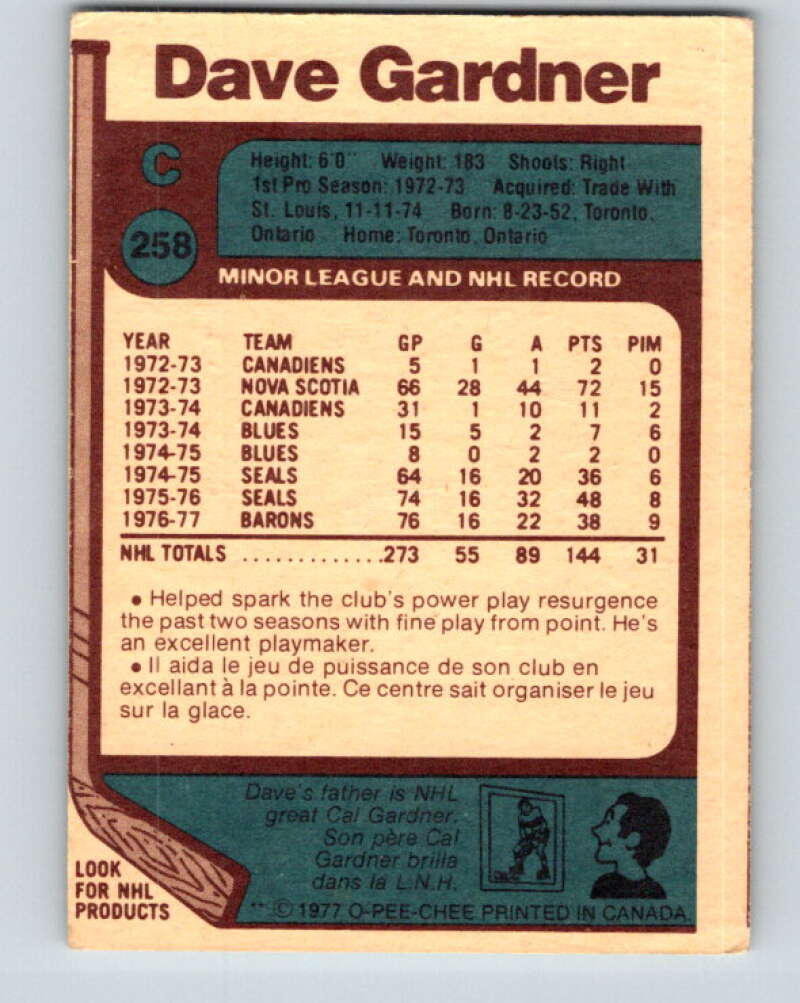 Dave Gardner
C
258
Height: 6'0" Weight: 183 Shoots: Right
1st Pro Season: 1972-73 Acquired: Trade With
St. Louis, 11-11-74 Born: 8-23-52, Toronto,
Ontario Home: Toronto, Ontario
MINOR LEAGUE AND NHL RECORD
YEAR TEAM GP G A PTS PIM
1972-73 CANADIENS 5 1 1 2 0
1972-73 NOVA SCOTIA 66 28 44 72 15
1973-74 CANADIENS 31 1 10 11 2
1973-74 BLUES 15 5 2 7 6
1974-75 BLUES 8 0 2 2 0
1974-75 SEALS 64 16 20 36 6
1975-76 SEALS 74 16 32 48 8
1976-77 BARONS 76 16 22 38 9
NHL TOTALS .............273 55 89 144 31
• Helped spark the club's power play resurgence
the past two seasons with fine play from point. He's
an excellent playmaker.
• Il aida le jeu de puissance de son club en
excellant à la pointe. Ce centre sait organiser le jeu
sur la glace.
Dave's father is NHL
great Cal Gardner.
Son père Cal
Gardner brilla
dans la L.N.H.
LOOK
FOR NHL
PRODUCTS
** © 1977 O-PEE-CHEE PRINTED IN CANADA.